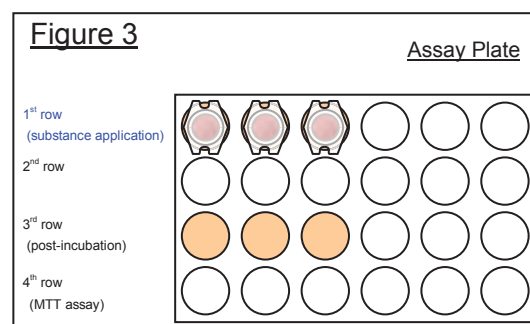 Figure 3
Assay Plate
1st row
(substance application)
2nd row
3rd row
(post-incubation)
4th row
(MTT assay)